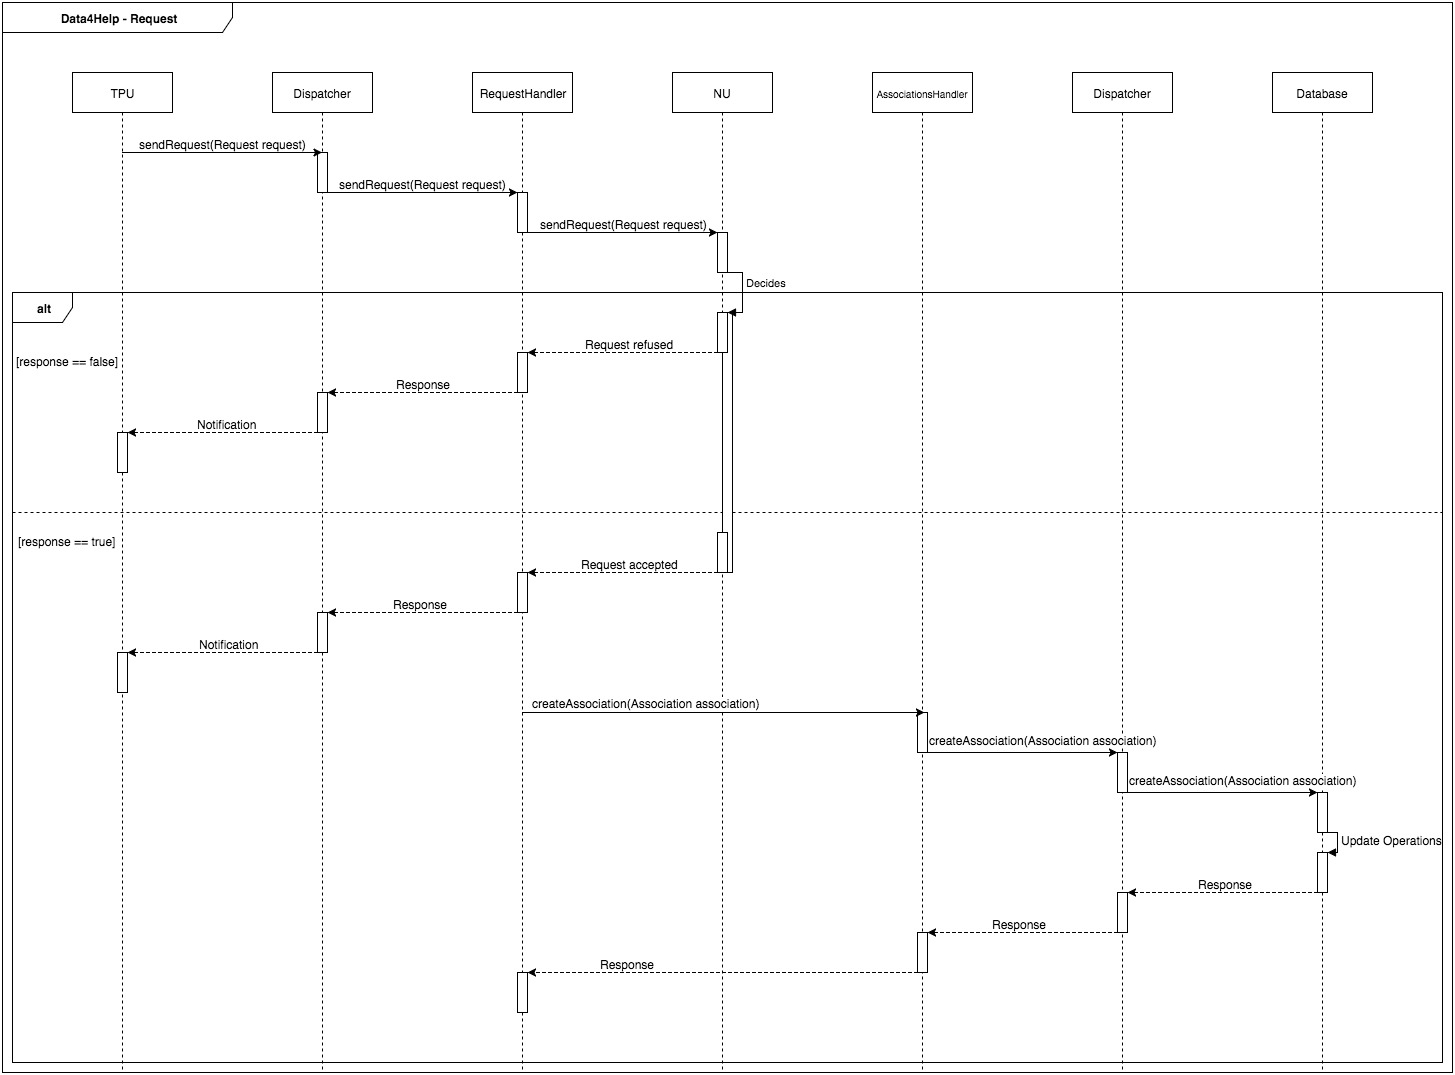 Data4Help - Request
TPU
Dispatcher
RequestHandler
NU
AssociationsHandler
Dispatcher
Database
sendRequest(Request request)
sendRequest(Request request)
sendRequest(Request request)
Decides
alt
Request refused
[response == false]
Response
Notification
[response == true]
Request accepted
Response
Notification
createAssociation(Association association)
createAssociation(Association association)
createAssociation(Association association)
Update Operations
Response
Response
Response